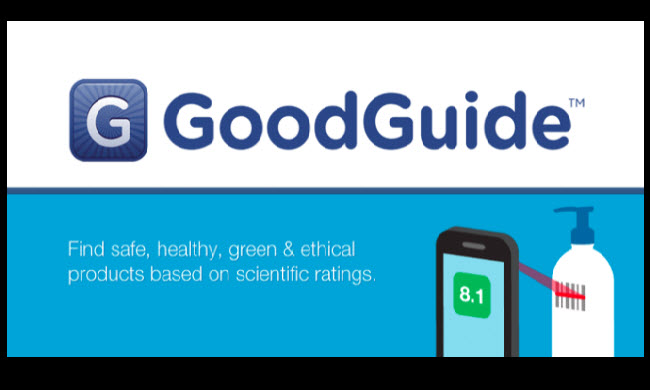 G GoodGuide™
Find safe, healthy, green & ethical
products based on scientific ratings.
8.1